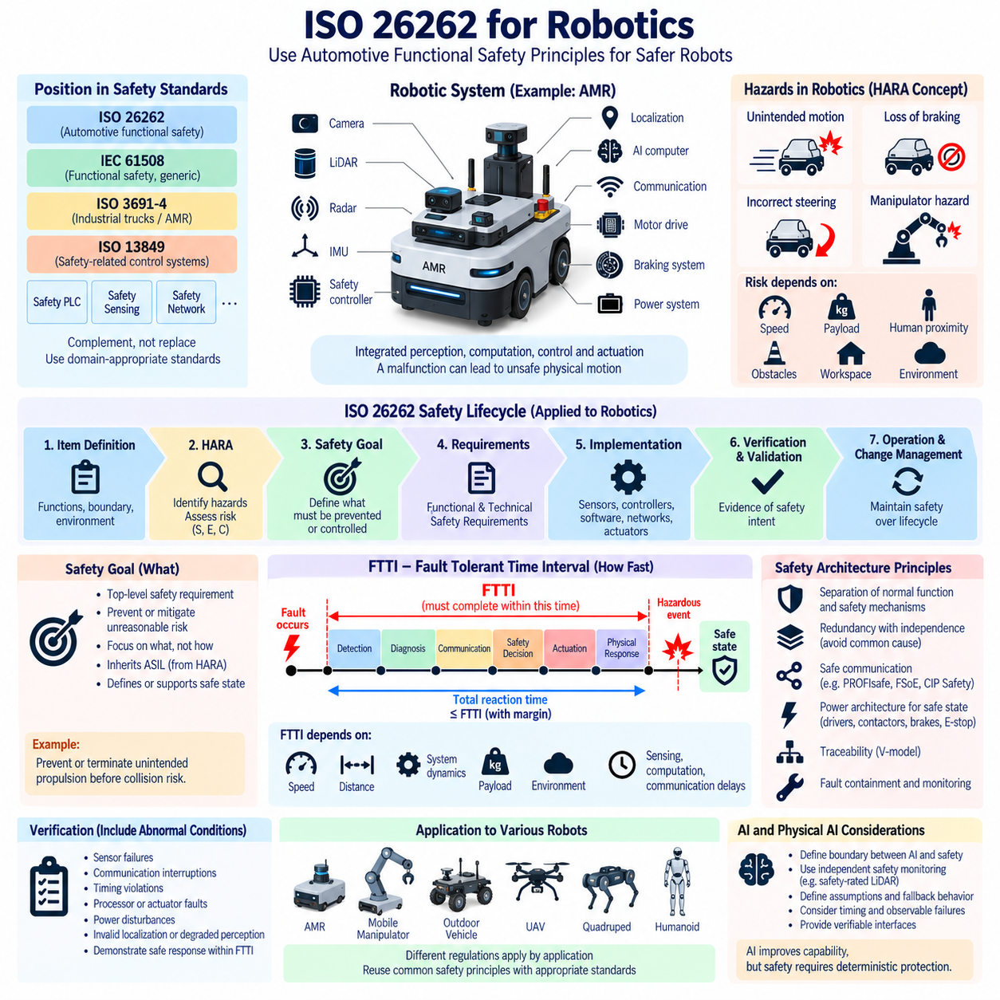 ISO 26262 for Robotics
Use Automotive Functional Safety Principles for Safer Robots
Position in Safety Standards
ISO 26262
(Automotive functional safety)
IEC 61508
(Functional safety, generic)
ISO 3691-4
(Industrial trucks / AMR)
ISO 13849
(Safety-related control systems)
Safety PLC
Safety
Sensing
Safety
Network
...
Complement, not replace
Use domain-appropriate standards
Robotic System (Example: AMR)
Camera
LiDAR
Radar
IMU
Safety
controller
AMR
Localization
AI computer
Communication
Motor drive
Braking system
Power system
Integrated perception, computation, control and actuation
A malfunction can lead to unsafe physical motion
Hazards in Robotics (HARA Concept)
Unintended motion
Loss of braking
Incorrect steering
Manipulator hazard
Risk depends on:
Speed
kg
Payload
Human proximity
Obstacles
Workspace
Environment
ISO 26262 Safety Lifecycle (Applied to Robotics)
1. Item Definition
Functions, boundary,
environment
2. HARA
Identify hazards
Assess risk
(S, E, C)
3. Safety Goal
Define what
must be prevented
or controlled
4. Requirements
Functional & Technical
Safety Requirements
5. Implementation
Sensors, controllers,
software, networks,
actuators
6. Verification
& Validation
Evidence of safety
intent
7. Operation &
Change Management
Maintain safety
over lifecycle
Safety Goal (What)
• Top-level safety requirement
• Prevent or mitigate
unreasonable risk
• Focus on what, not how
• Inherits ASIL (from HARA)
• Defines or supports safe state
Example:
Prevent or terminate unintended
propulsion before collision risk.
FTTI – Fault Tolerant Time Interval (How Fast)
FTTI
(must complete within this time)
Fault
occurs
Hazardous
event
Detection
Diagnosis
Communication
Safety
Decision
Actuation
Physical
Response
Safe
state
Total reaction time
≤ FTTI (with margin)
FTTI depends on:
Speed
Distance
System
dynamics
kg
Payload
Environment
Sensing,
computation,
communication delays
Safety Architecture Principles
Separation of normal function
and safety mechanisms
Redundancy with independence
(avoid common cause)
Safe communication
(e.g. PROFIsafe, FSoE, CIP Safety)
Power architecture for safe state
(drivers, contactors, brakes, E-stop)
Traceability (V-model)
Fault containment and monitoring
Verification (Include Abnormal Conditions)
• Sensor failures
• Communication interruptions
• Timing violations
• Processor or actuator faults
• Power disturbances
• Invalid localization or degraded perception
• Demonstrate safe response within FTTI
Application to Various Robots
AMR
Mobile
Manipulator
Outdoor
Vehicle
UAV
Quadruped
Humanoid
Different regulations apply by application
Reuse common safety principles with appropriate standards
AI and Physical AI Considerations
• Define boundary between AI and safety
• Use independent safety monitoring
(e.g. safety-rated LiDAR)
• Define assumptions and fallback behavior
• Consider timing and observable failures
• Provide verifiable interfaces
AI improves capability,
but safety requires deterministic protection.